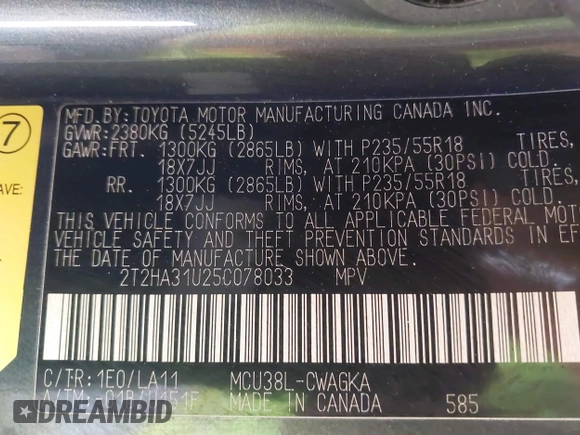 MFD.BY:TOYOTA MOTOR MANUFACTURING CANADA INC.
GVWR:2380KG (5245LB)
GAWR:FRT. 1300KG (2865LB) WITH P235/55R18 TIRES,
18X7JJ RIMS, AT 210KPA (30PSI) COLD.
RR. 1300KG (2865LB) WITH P235/55R18 TIRES,
18X7JJ RIMS, AT 210KPA (30PSI) COLD.
THIS VEHICLE CONFORMS TO ALL APPLICABLE FEDERAL MOT
VEHICLE SAFETY AND THEFT PREVENTION STANDARDS IN EF
THE DATE OF MANUFACTURE SHOWN ABOVE.
2T2HA31U25C078033 MPV
C/TR:1E0/LA11 MCU38L-CWAGKA
MADE IN CANADA 585
7
AVE:
DREAMBID.COM